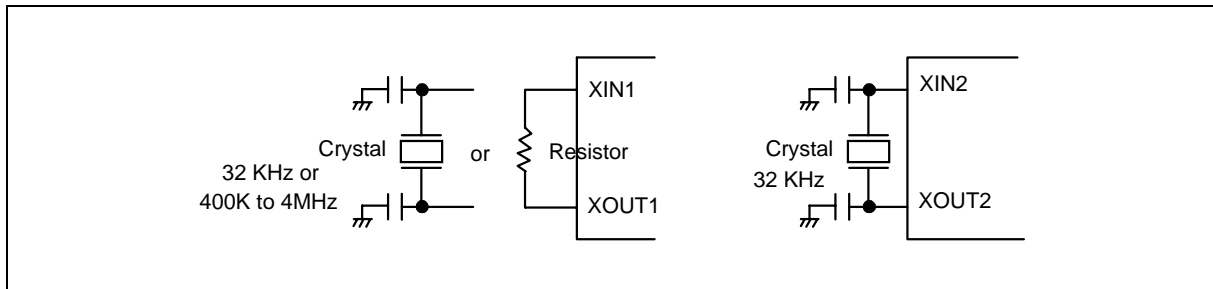 XIN1
Crystal
or
Resistor
32 KHz or
400K to 4MHz
XOUT1
XIN2
Crystal
32 KHz
XOUT2